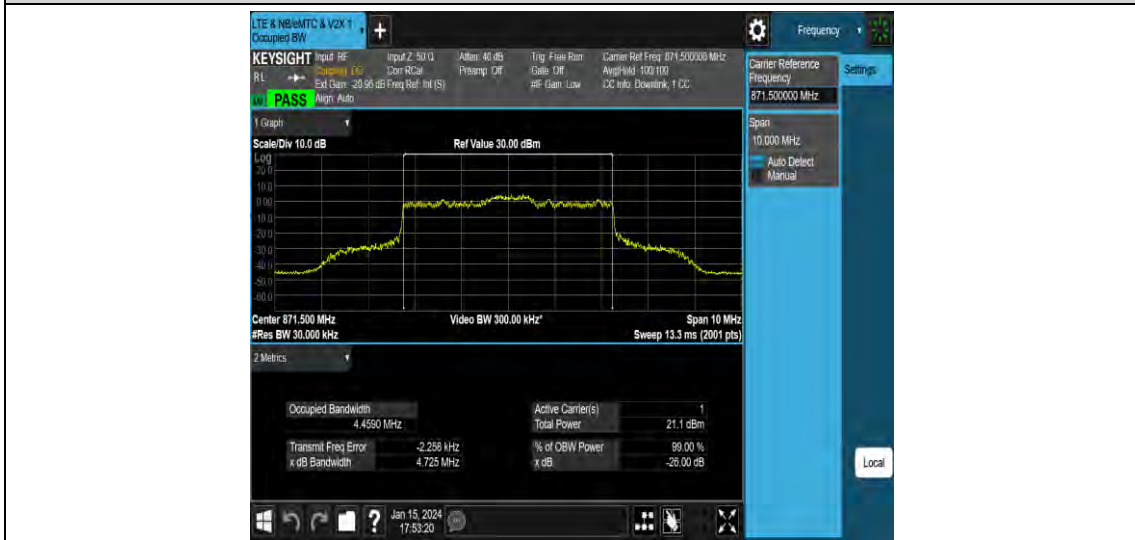 LTE & NB/eMTC & V2X 1
Occupied BW
Frequency
KEYSIGHT
Input: RF
Coupling: DC
Ext Gain: -20.96 dB
Align: Auto
RL
PASS
Input Z: 50 Ω
Corr RCal
Freq Ref: Int (S)
Atten: 40 dB
Preamp: Off
Trig: Free Run
Gate: Off
#IF Gain: Low
Carrier Ref Freq: 871.500000 MHz
Avg|Hold: 100/100
CC Info: Downlink, 1 CC
Carrier Reference
Frequency
871.500000 MHz
Settings
Span
10.000 MHz
Auto Detect
Manual
1 Graph
Scale/Div 10.0 dB
Ref Value 30.00 dBm
Log
20.0
10.0
0.00
-10.0
-20.0
-30.0
-40.0
-50.0
-60.0
Center 871.500 MHz
Video BW 300.00 kHz*
Span 10 MHz
#Res BW 30.000 kHz
Sweep 13.3 ms (2001 pts)
2 Metrics
Occupied Bandwidth
4.4590 MHz
Active Carrier(s) 1
Total Power 21.1 dBm
Transmit Freq Error -2.256 kHz
% of OBW Power 99.00 %
x dB Bandwidth 4.725 MHz
x dB -26.00 dB
Local
Jan 15, 2024
17:53:20